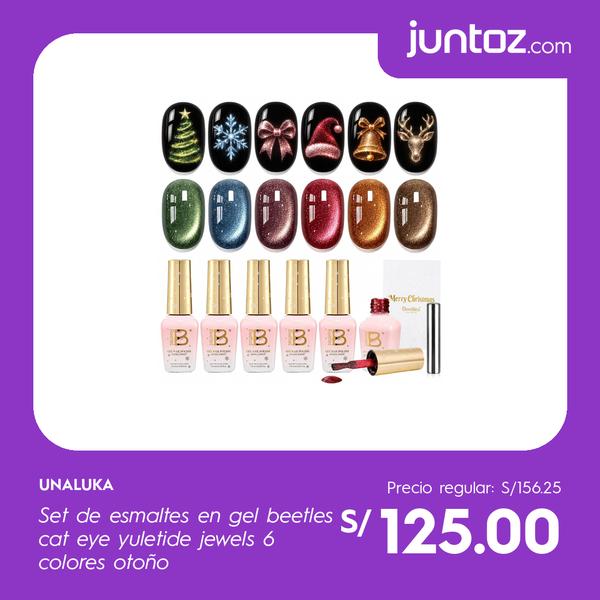 juntoz.com
Merry Christmas
B
B
B
B
B
B
UNALUKA
Set de esmaltes en gel beetles
cat eye yuletide jewels 6
colores otoño
Precio regular: S/156.25
S/125.00